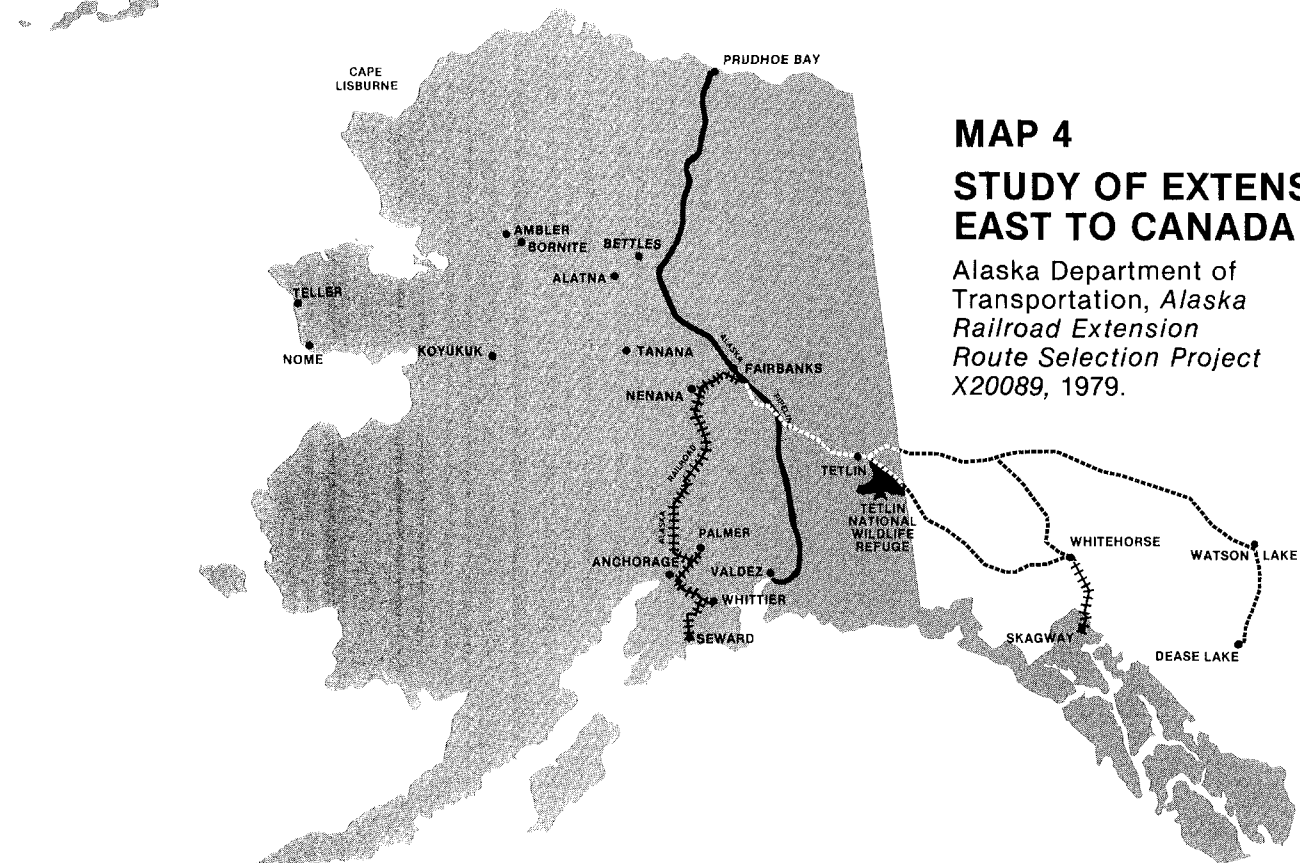 PRUDHOE BAY
CAPE
LISBURNE
MAP 4
STUDY OF EXTENS
EAST TO CANADA
Alaska Department of
Transportation, Alaska
Railroad Extension
Route Selection Project
X20089, 1979.
AMBLER
BORNITE
BETTLES
ALATNA
TELLER
NOME
KOYUKUK
TANANA
ALASKA
FAIRBANKS
NENANA
PIPELINE
RAILROAD
ALASKA
TETLIN
TETLIN
NATIONAL
WILDLIFE
REFUGE
PALMER
ANCHORAGE
VALDEZ
WHITTIER
SEWARD
WHITEHORSE
WATSON LAKE
SKAGWAY
DEASE LAKE